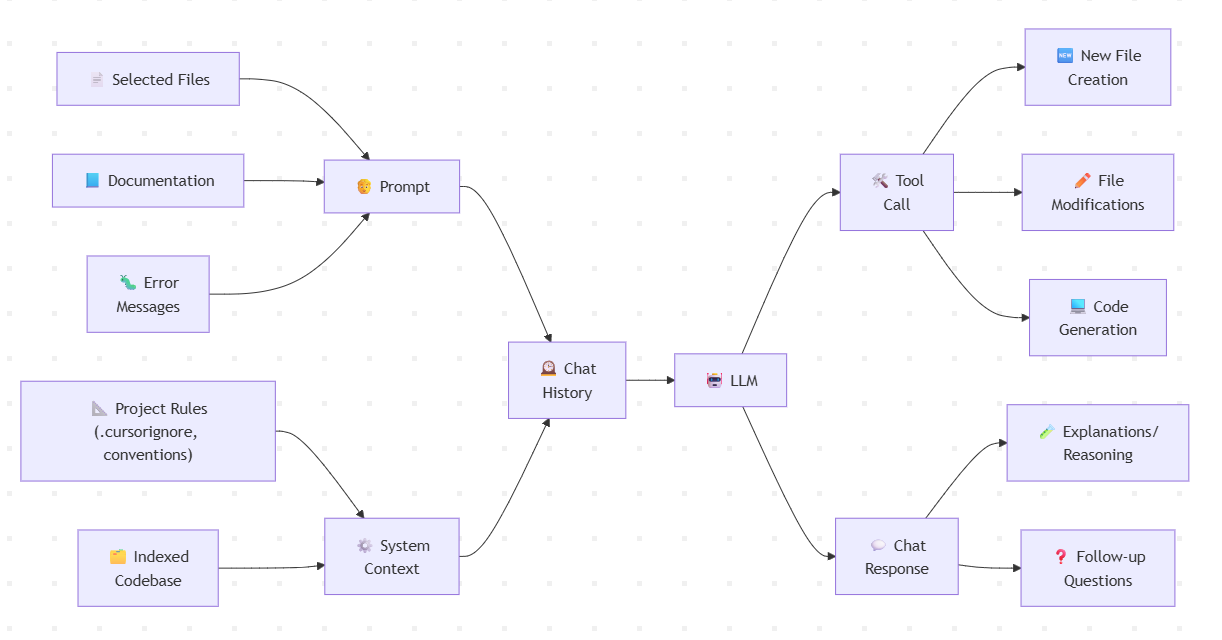 Selected Files
Documentation
Error
Messages
Prompt
Project Rules
(.cursorignore,
conventions)
Indexed
Codebase
System
Context
Chat
History
LLM
Tool
Call
NEW
New File
Creation
File
Modifications
Code
Generation
Chat
Response
Explanations/
Reasoning
Follow-up
Questions